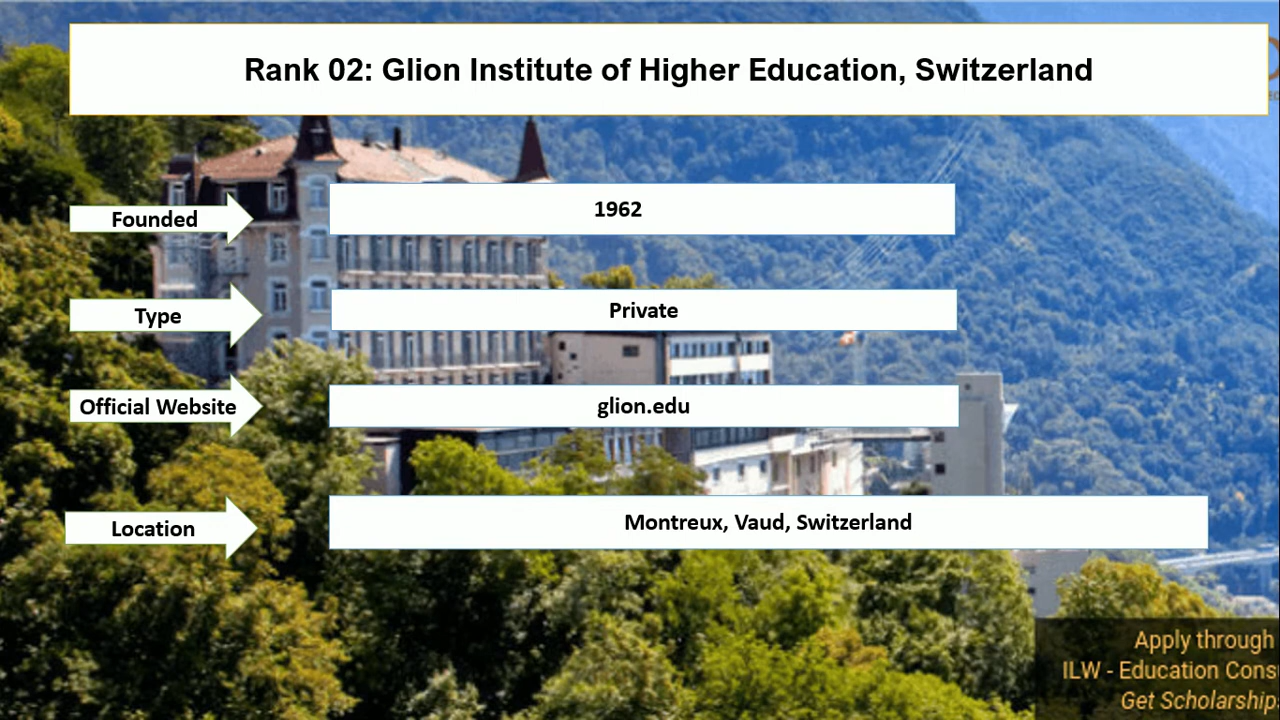 Rank 02: Glion Institute of Higher Education, Switzerland
Founded
1962
Type
Private
Official Website
glion.edu
Location
Montreux, Vaud, Switzerland
Apply through
ILW - Education
Get